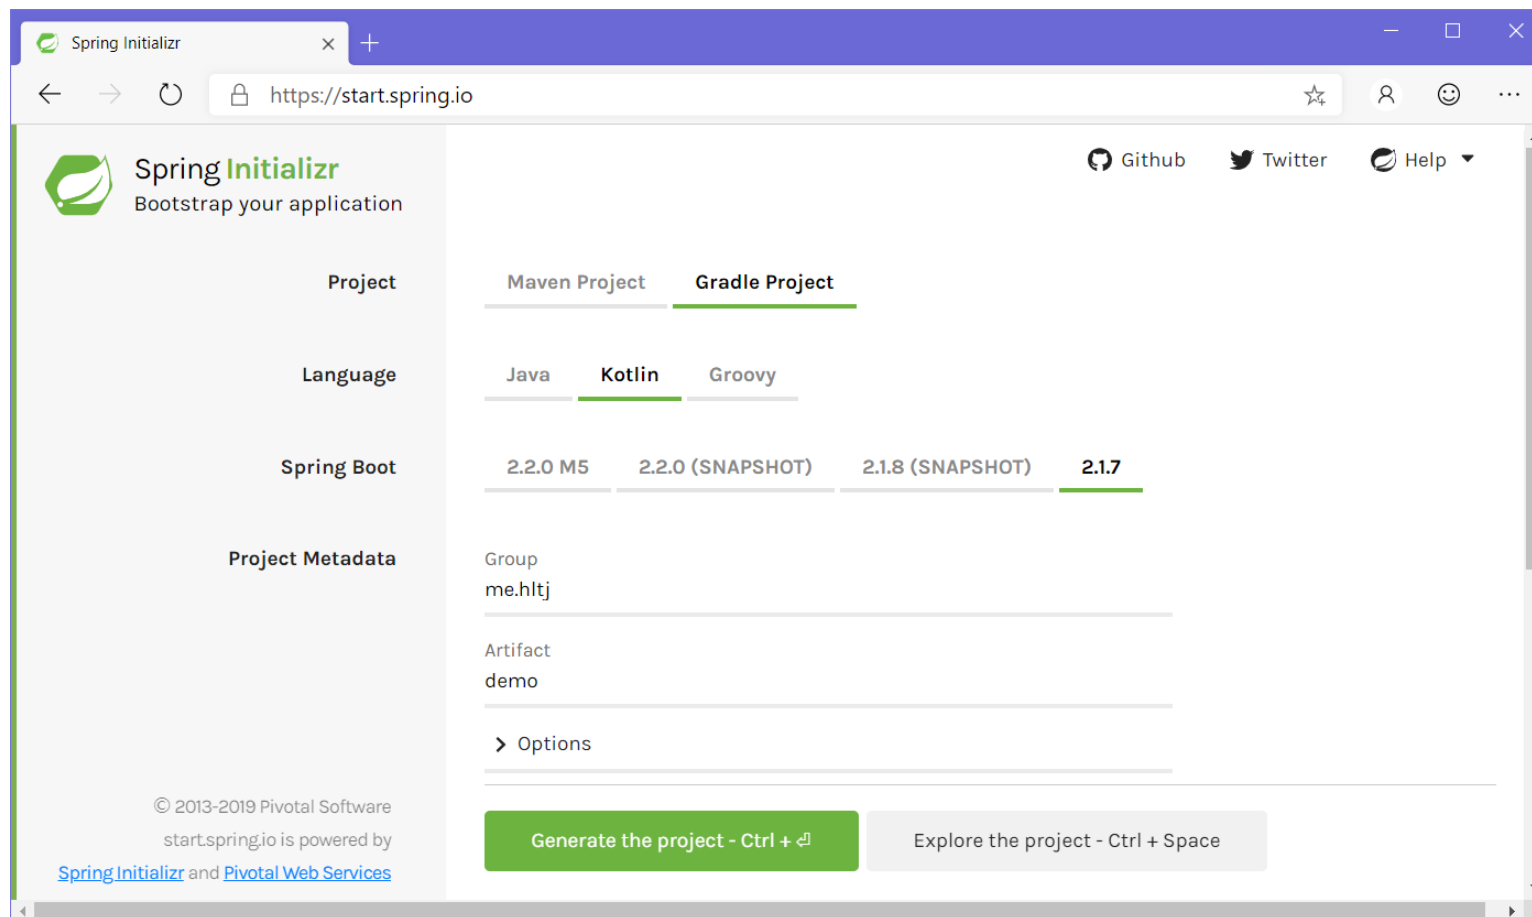 Spring Initializr
https://start.spring.io
Spring Initializr
Bootstrap your application
Github Twitter Help
Project
Maven Project Gradle Project
Language
Java Kotlin Groovy
Spring Boot
2.2.0 M5 2.2.0 (SNAPSHOT) 2.1.8 (SNAPSHOT) 2.1.7
Project Metadata
Group
me.hltj
Artifact
demo
Options
© 2013-2019 Pivotal Software
start.spring.io is powered by
Spring Initializr and Pivotal Web Services
Generate the project - Ctrl + ⏎
Explore the project - Ctrl + Space